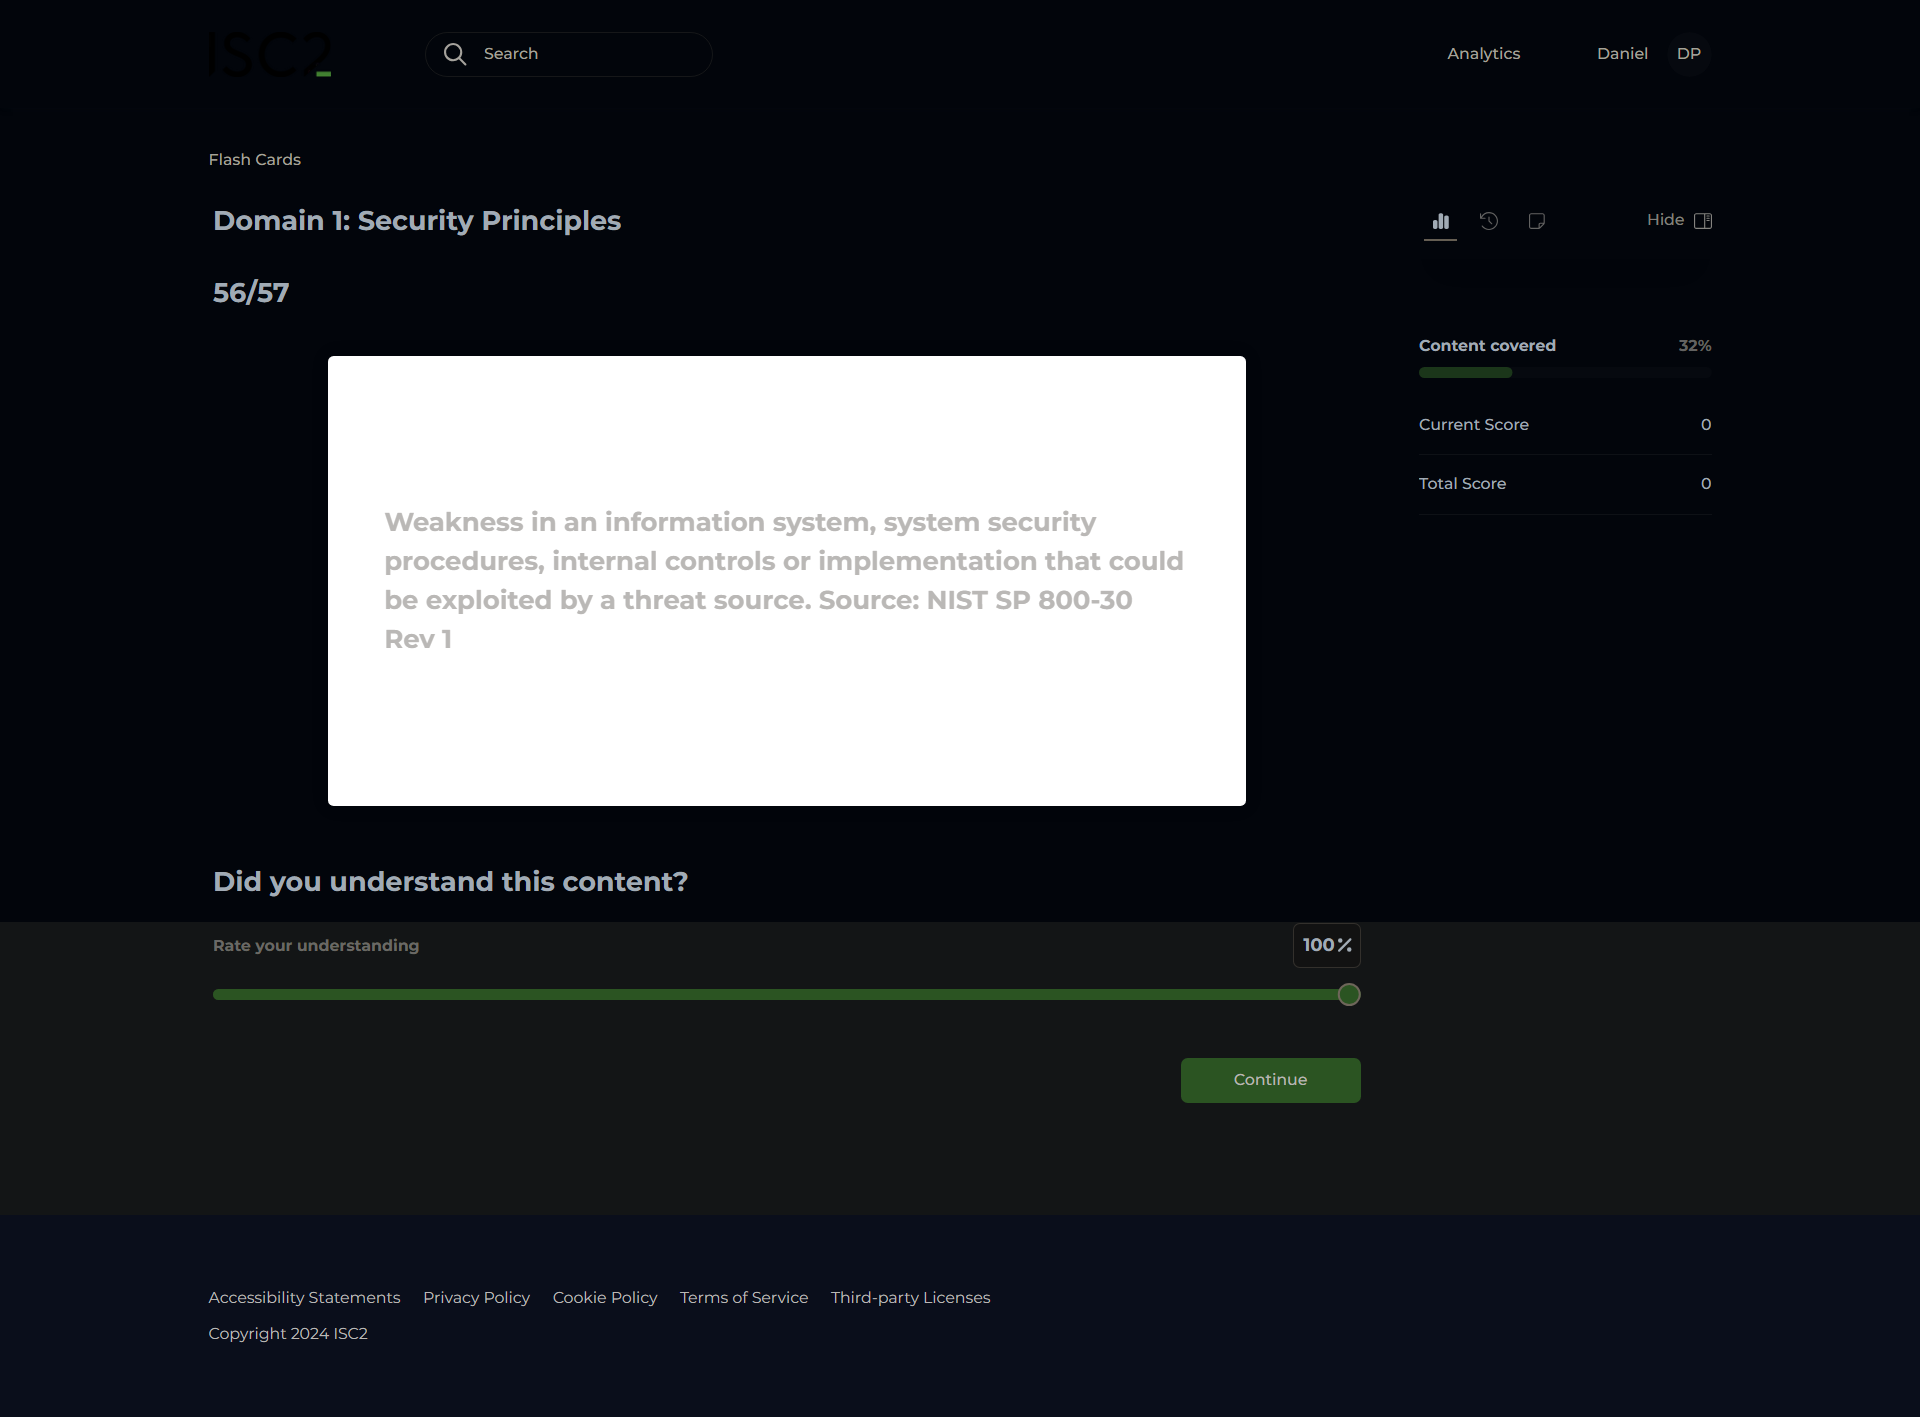 ISC2
Search
Analytics
Daniel
DP
Flash Cards
Domain 1: Security Principles
Hide
56/57
Content covered
32%
Current Score
0
Total Score
0
Weakness in an information system, system security
procedures, internal controls or implementation that could
be exploited by a threat source. Source: NIST SP 800-30
Rev 1
Did you understand this content?
Rate your understanding
100%
Continue
Accessibility Statements
Privacy Policy
Cookie Policy
Terms of Service
Third-party Licenses
Copyright 2024 ISC2